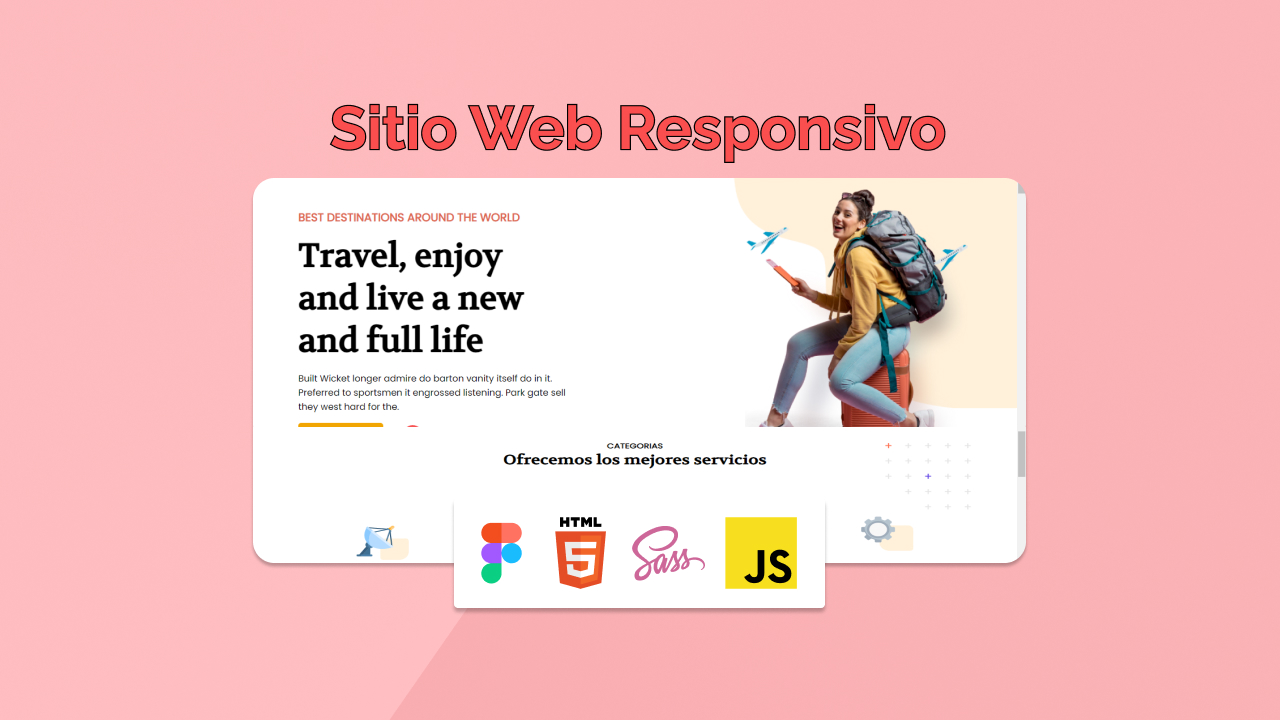 Sitio Web Responsivo
BEST DESTINATIONS AROUND THE WORLD
Travel, enjoy
and live a new
and full life
Built Wicket longer admire do barton vanity itself do in it.
Preferred to sportsmen it engrossed listening. Park gate sell
they west hard for the.
CATEGORIAS
Ofrecemos los mejores servicios
HTML
5
Sass
JS